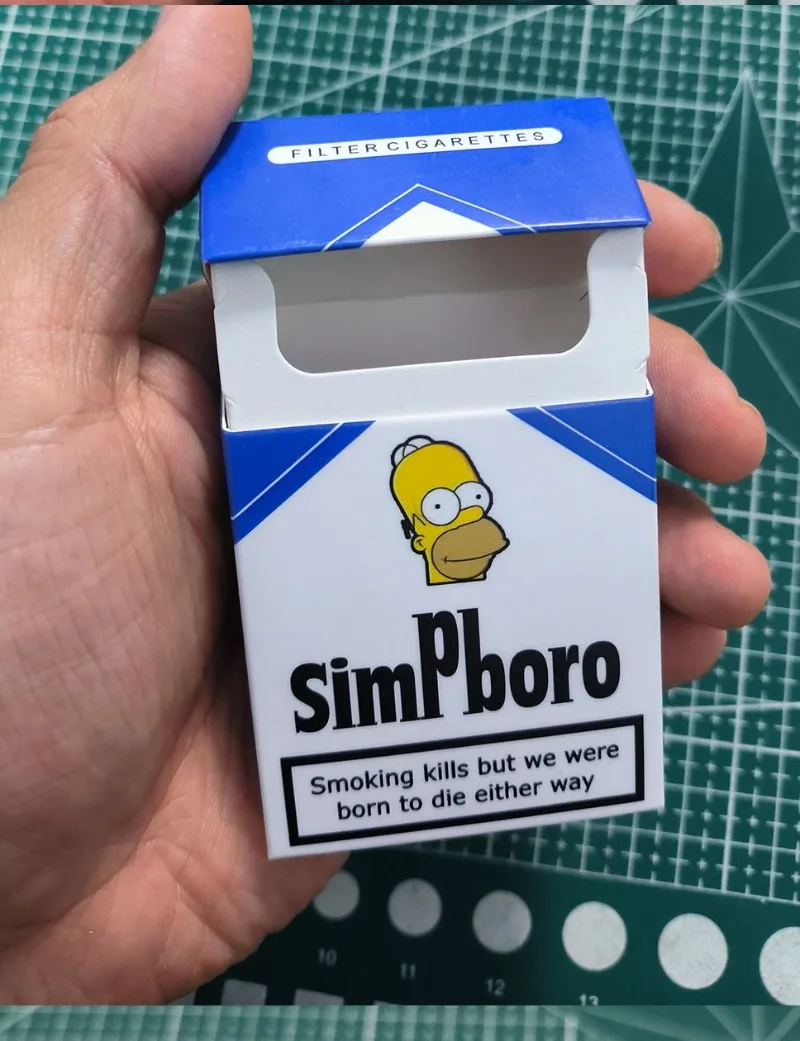 FILTER CIGARETTES
simPboro
Smoking kills but we were
born to die either way
10
11
12
13